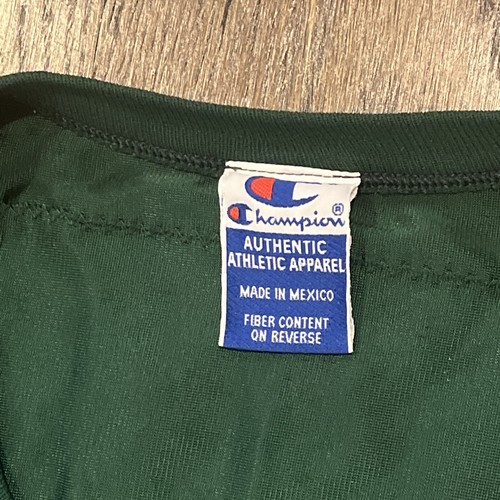 Champion®
AUTHENTIC
ATHLETIC APPAREL
MADE IN MEXICO
FIBER CONTENT
ON REVERSE